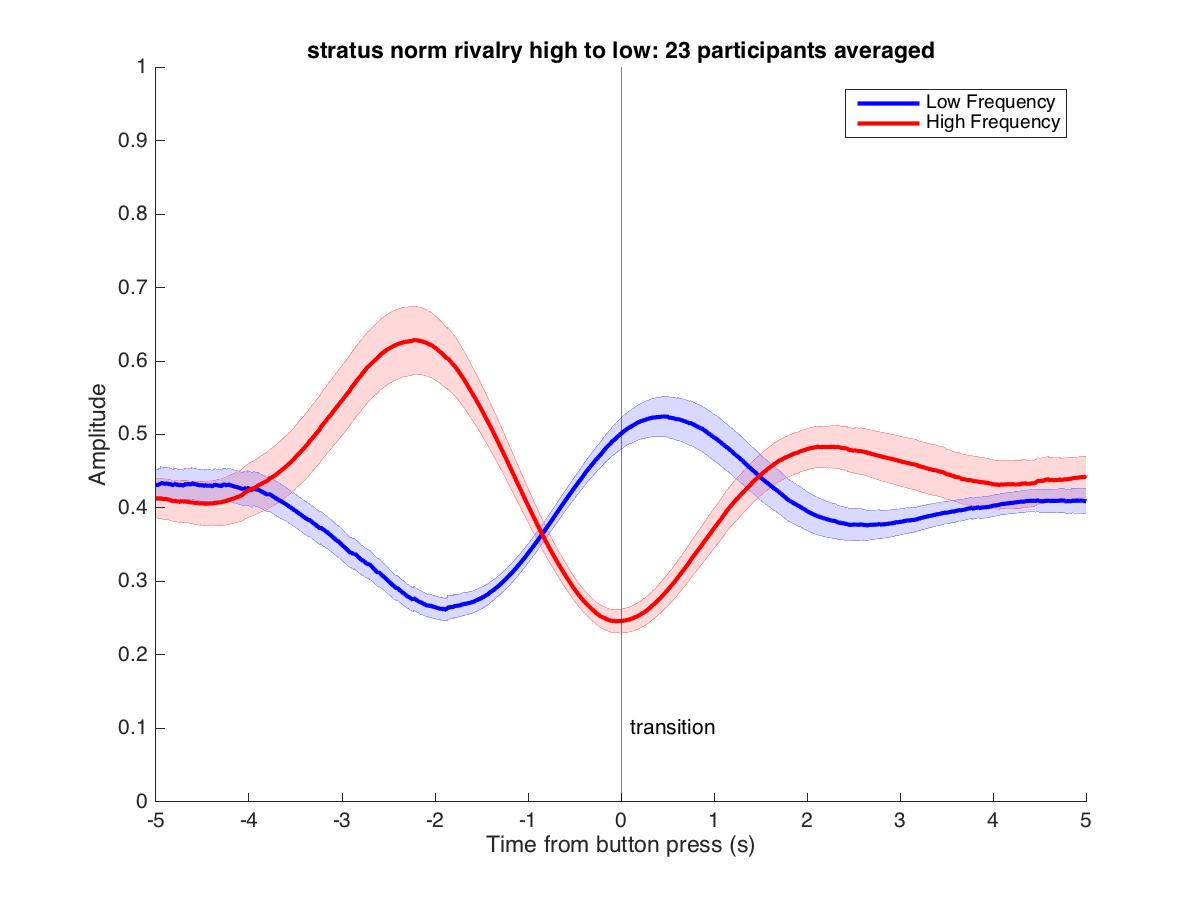 stratus norm rivalry high to low: 23 participants averaged
1
0.9
0.8
0.7
0.6
0.5
0.4
0.3
0.2
0.1
0
Amplitude
Low Frequency
High Frequency
transition
-5 -4 -3 -2 -1 0 1 2 3 4 5
Time from button press (s)